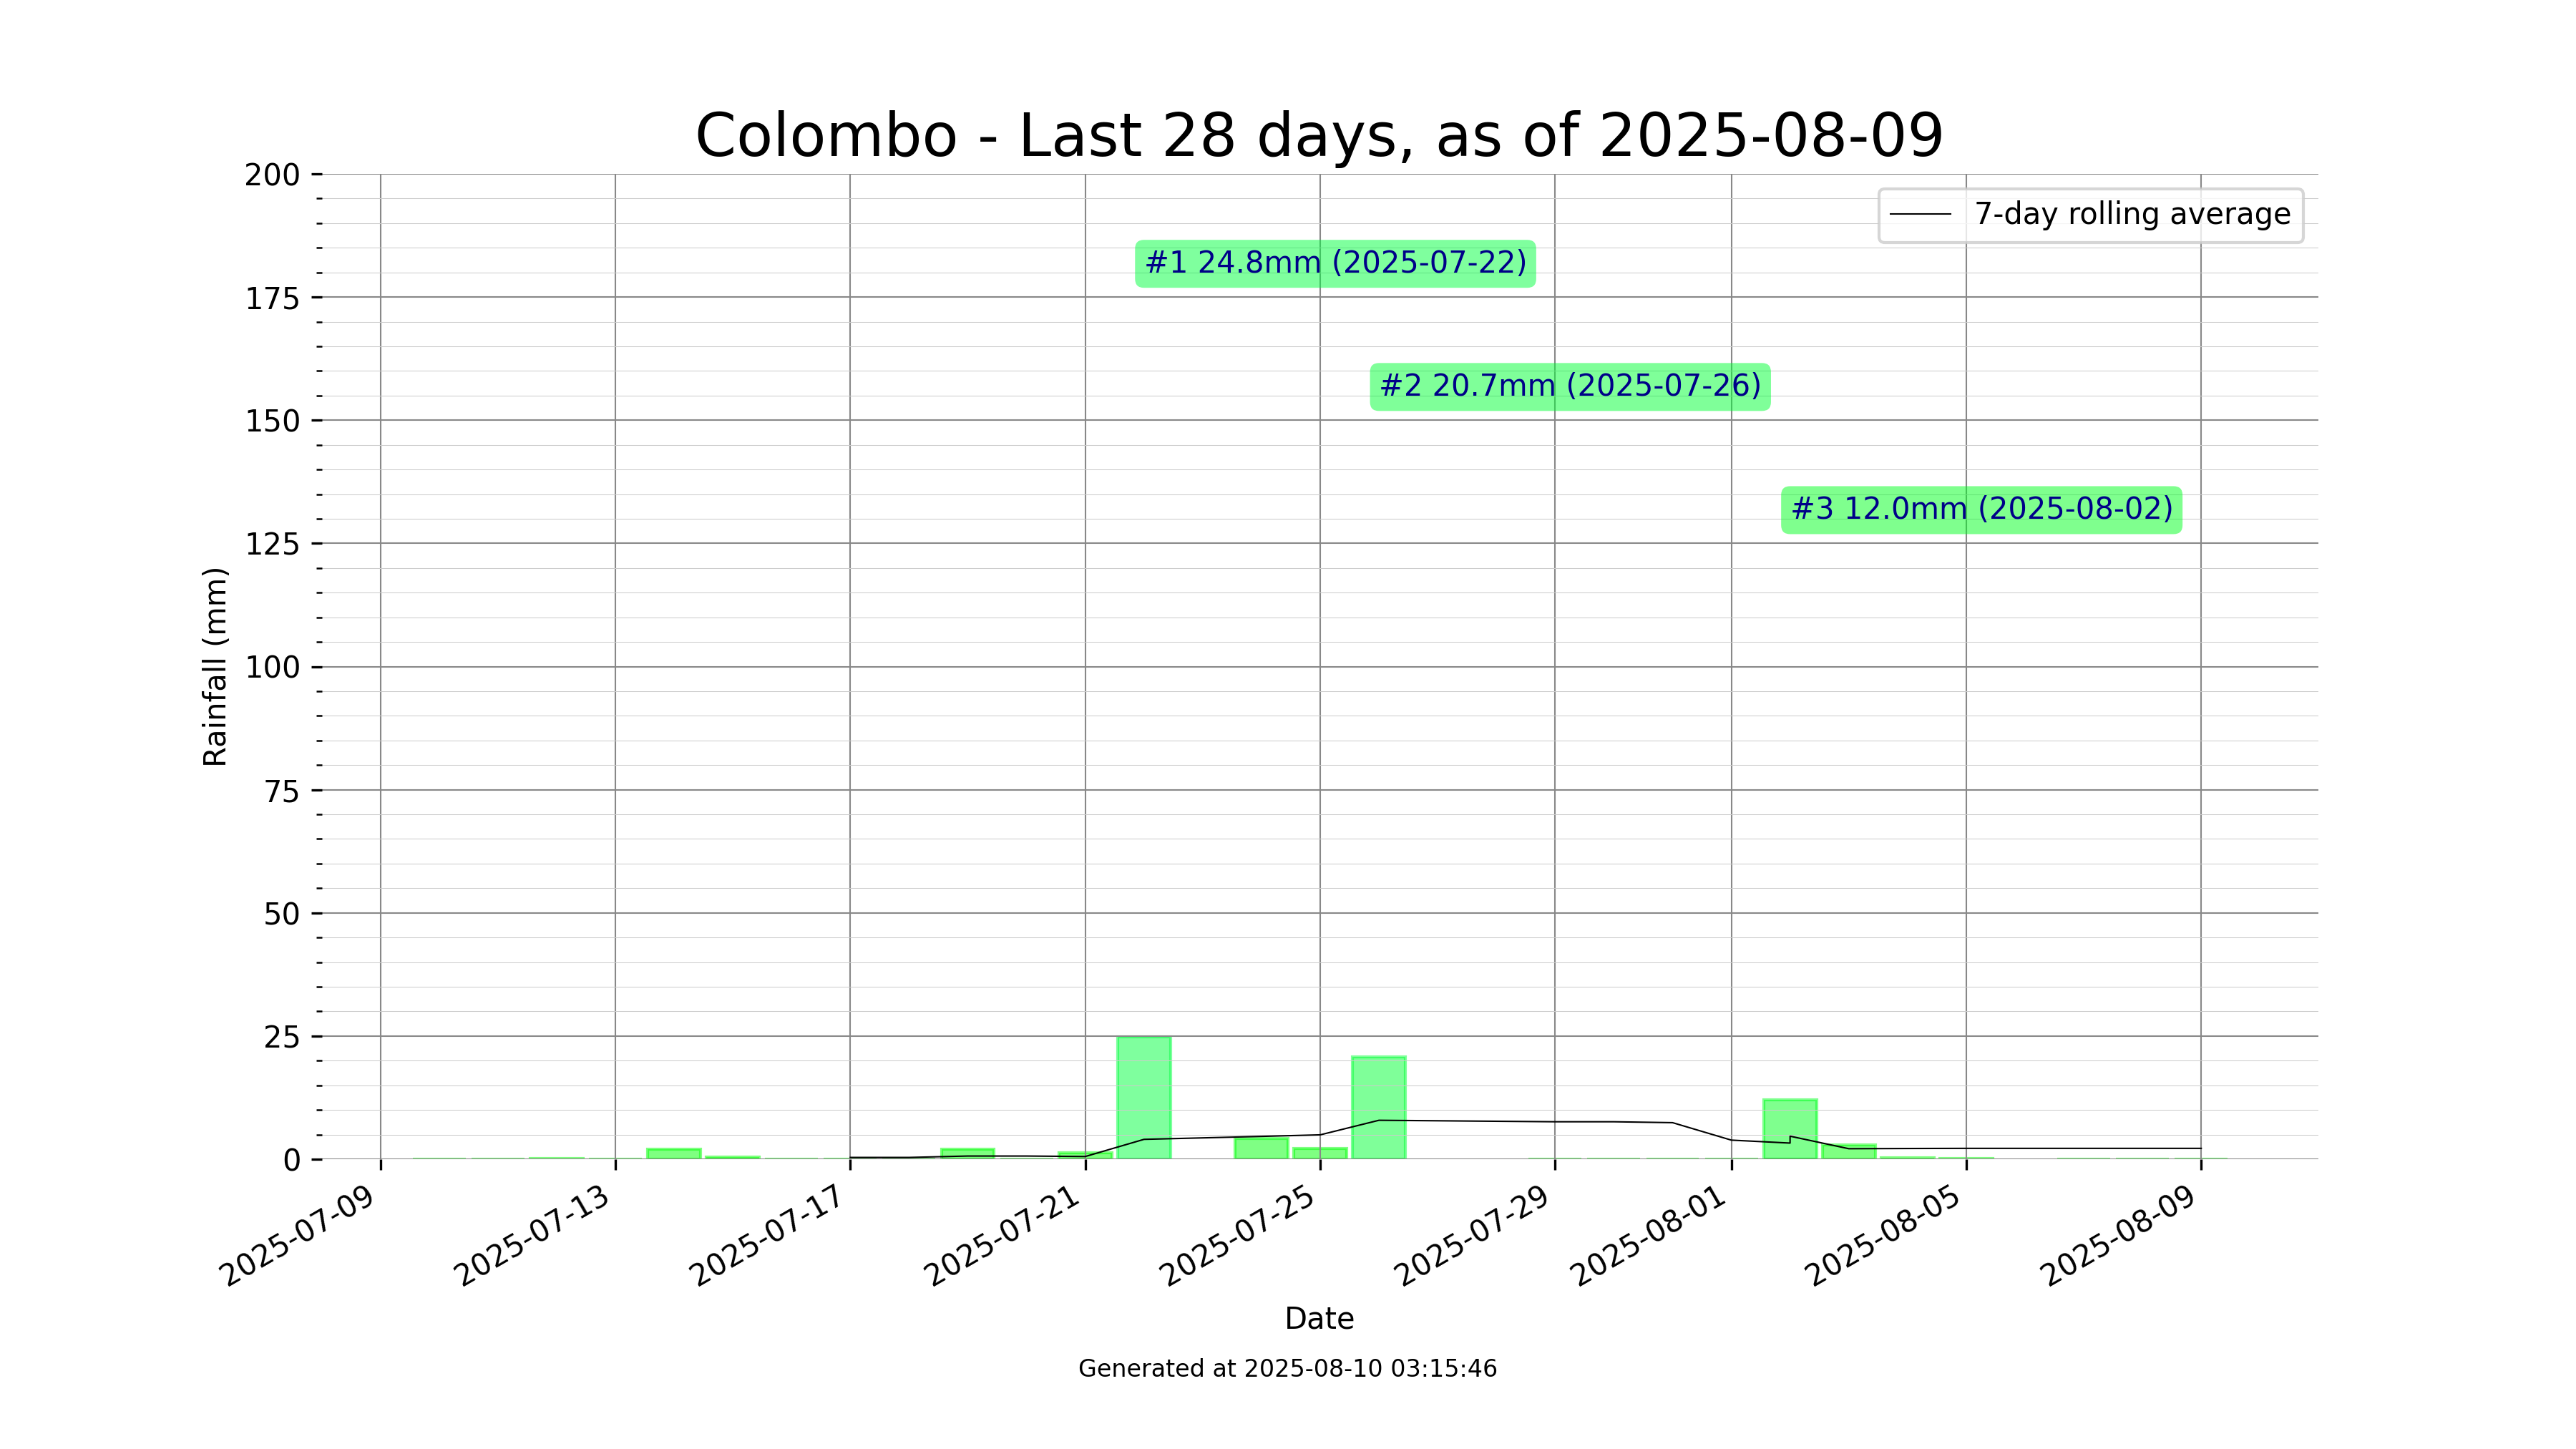 Colombo - Last 28 days, as of 2025-08-09
7-day rolling average
#1 24.8mm (2025-07-22)
#2 20.7mm (2025-07-26)
#3 12.0mm (2025-08-02)
Rainfall (mm)
200
175
150
125
100
75
50
25
0
2025-07-09
2025-07-13
2025-07-17
2025-07-21
2025-07-25
2025-07-29
2025-08-01
2025-08-05
2025-08-09
Date
Generated at 2025-08-10 03:15:46